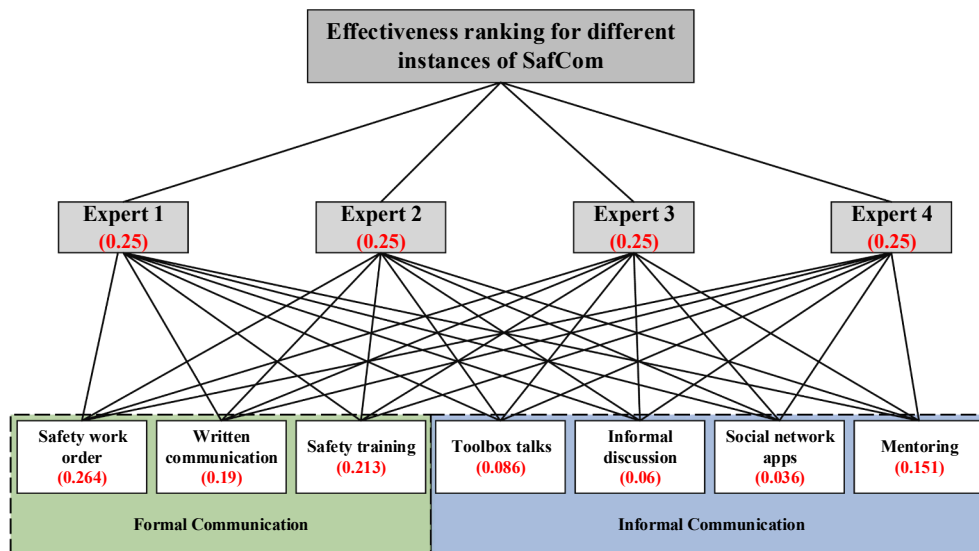 Effectiveness ranking for different
instances of SafCom
Expert 1
(0.25)
Expert 2
(0.25)
Expert 3
(0.25)
Expert 4
(0.25)
Safety work
order
(0.264)
Written
communication
(0.19)
Safety training
(0.213)
Toolbox talks
(0.086)
Informal
discussion
(0.06)
Social network
apps
(0.036)
Mentoring
(0.151)
Formal Communication
Informal Communication